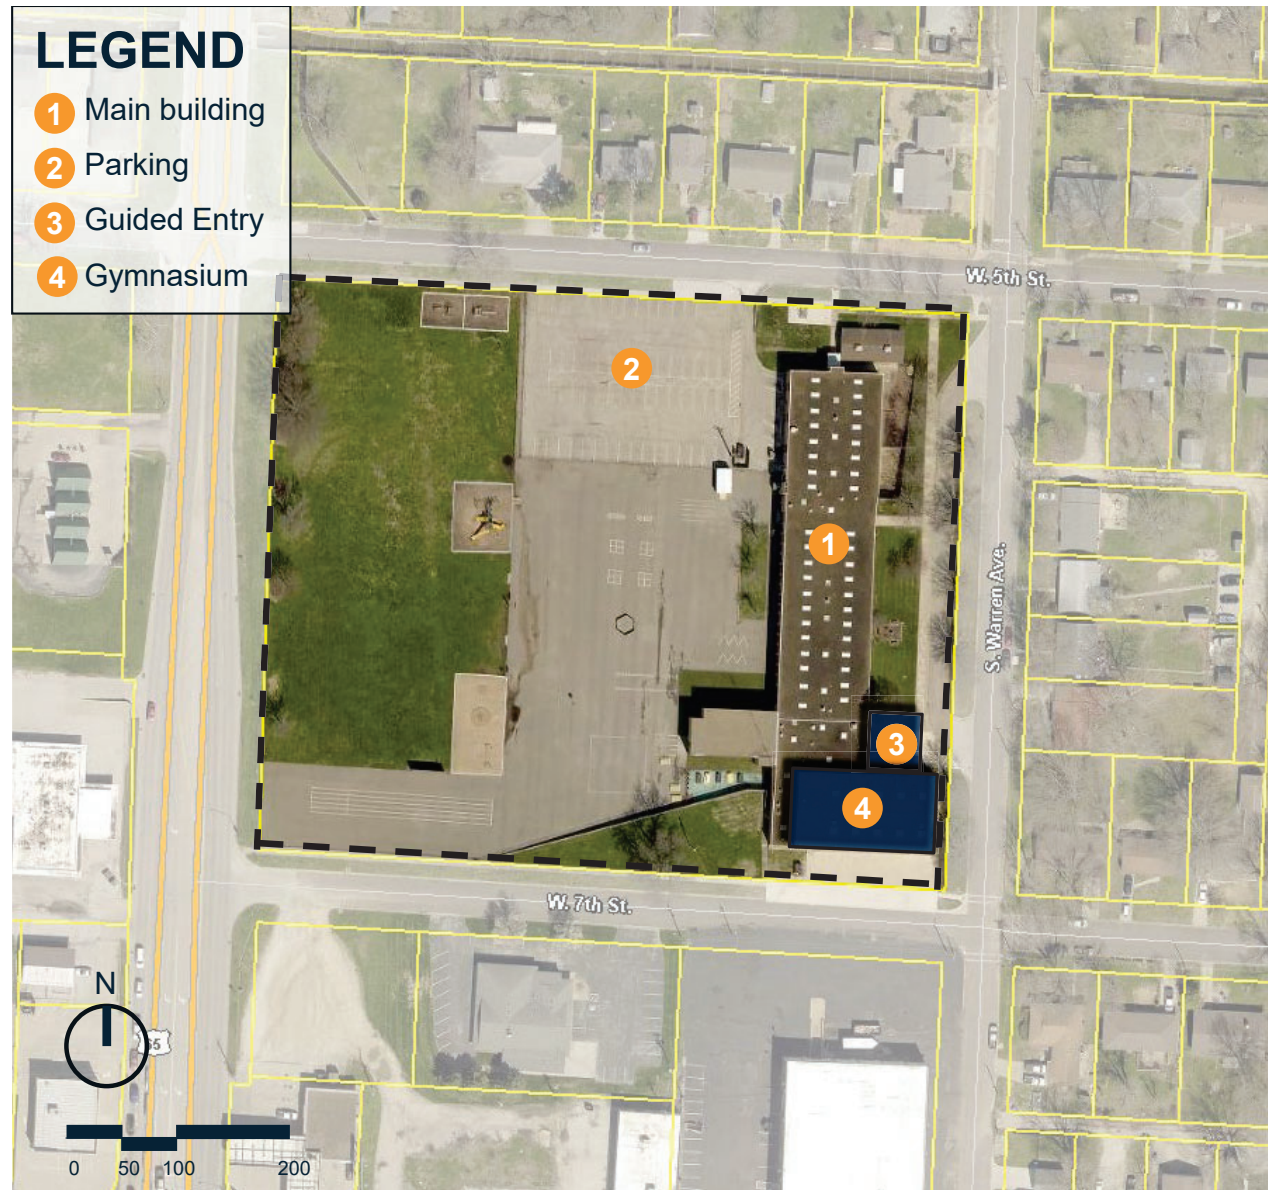 LEGEND
1 Main building
2 Parking
3 Guided Entry
4 Gymnasium
W. 5th St.
2
1
S. Warren Ave.
3
4
W. 7th St.
N
65
0 50 100 200